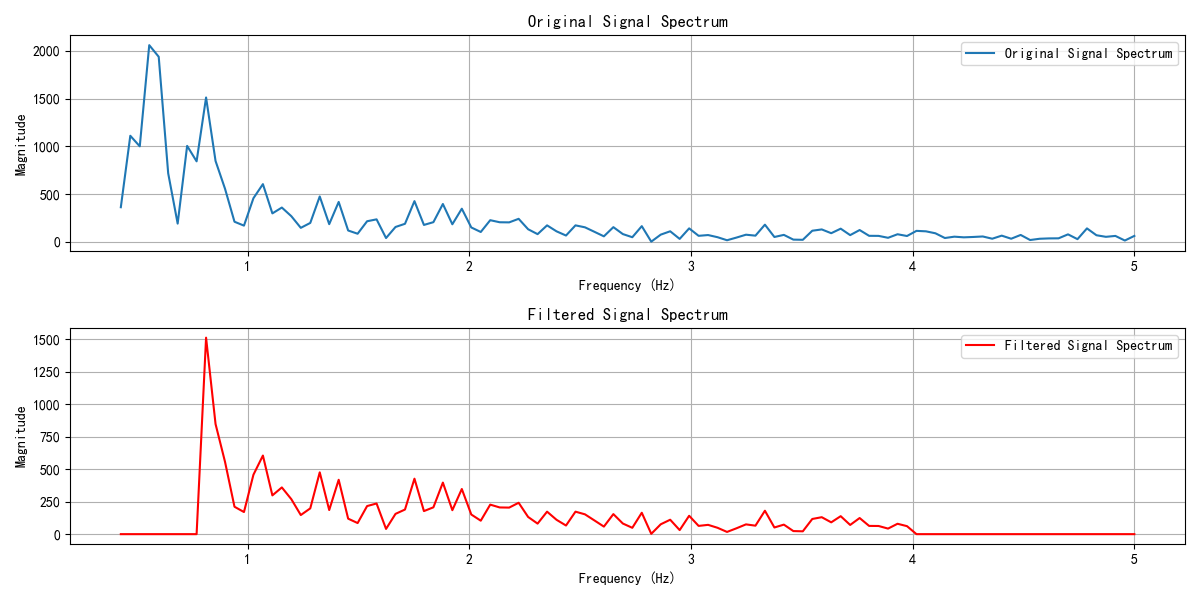 Original Signal Spectrum
2000
1500
1000
500
0
Magnitude
Original Signal Spectrum
1 2 3 4 5
Frequency (Hz)
Filtered Signal Spectrum
1500
1250
1000
750
500
250
0
Magnitude
Filtered Signal Spectrum
1 2 3 4 5
Frequency (Hz)